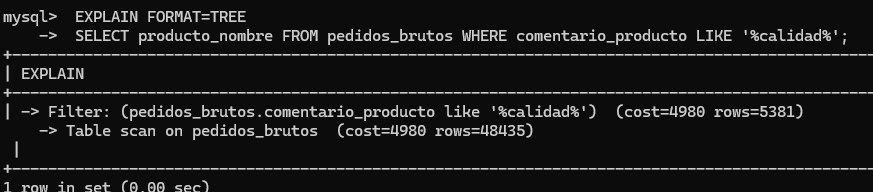 mysql>  EXPLAIN FORMAT=TREE
    ->  SELECT producto_nombre FROM pedidos_brutos WHERE comentario_producto LIKE '%calidad%';
+---------------------------------------------------------------------------------------------------------
| EXPLAIN
+---------------------------------------------------------------------------------------------------------
| -> Filter: (pedidos_brutos.comentario_producto like '%calidad%')  (cost=4980 rows=5381)
    -> Table scan on pedidos_brutos  (cost=4980 rows=48435)
 |
+---------------------------------------------------------------------------------------------------------
1 row in set (0.00 sec)